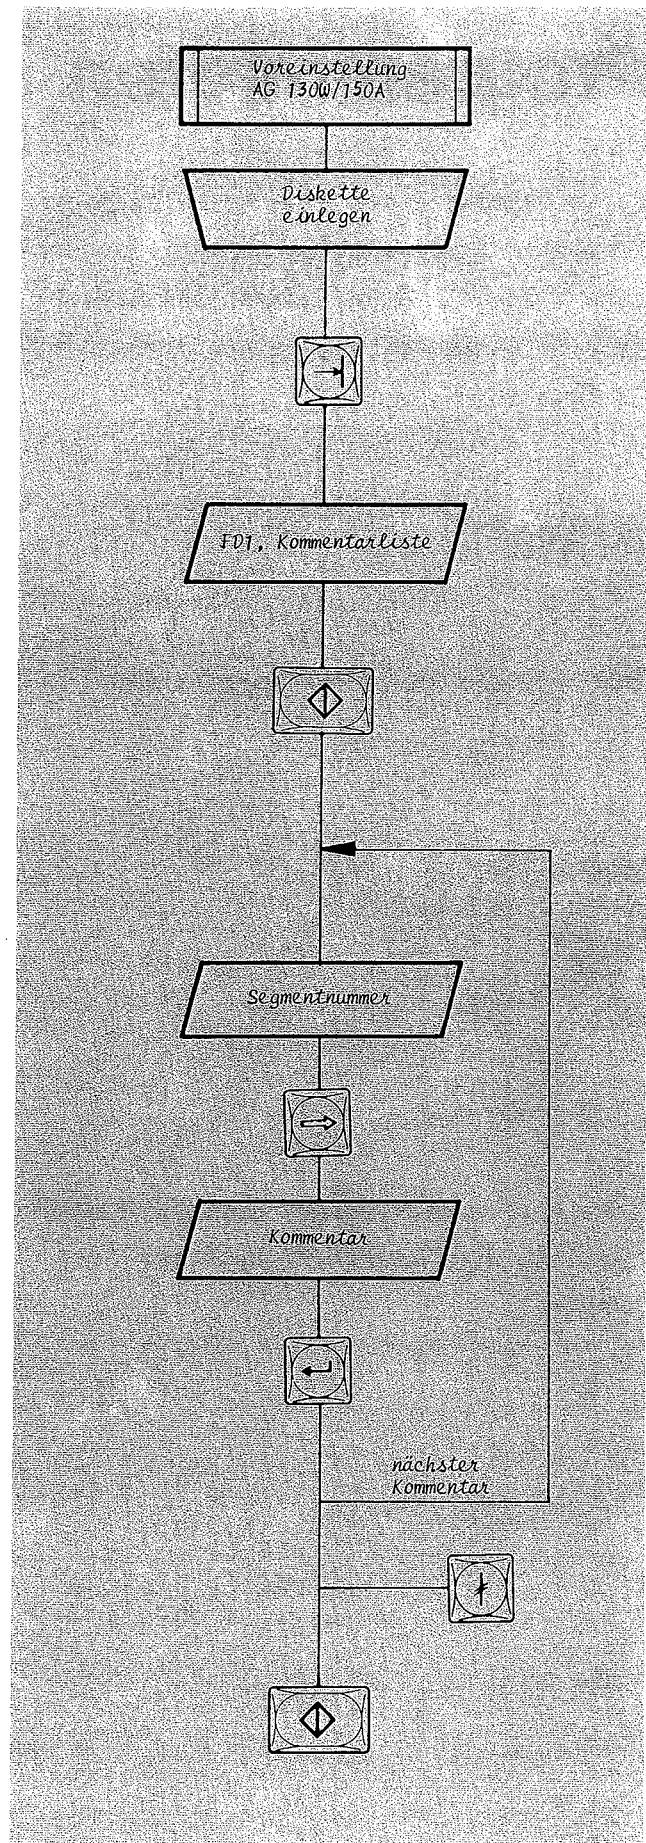 Voreinstellung
AG 130W/150A
Diskette
einlegen
FD1, Kommentarliste
Segmentnummer
Kommentar
nächster
Kommentar